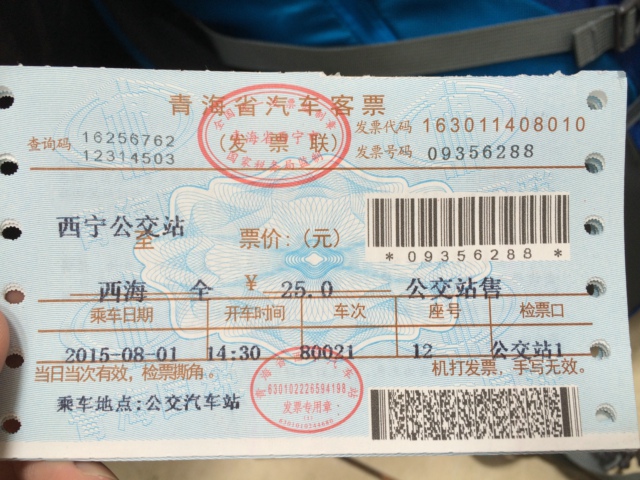 青海省汽车客票
(发票联)
发票代码 163011408010
查询码 16256762
12314503
发票号码 09356288
西宁公交站
至 票价：(元)
*09356288*
西海 全 ¥ 25.0 公交站售
乘车日期 开车时间 车次 座号 检票口
2015-08-01 14:30 80021 12 公交站1
当日当次有效，检票撕角。 机打发票，手写无效。
乘车地点:公交汽车站
发票专用章